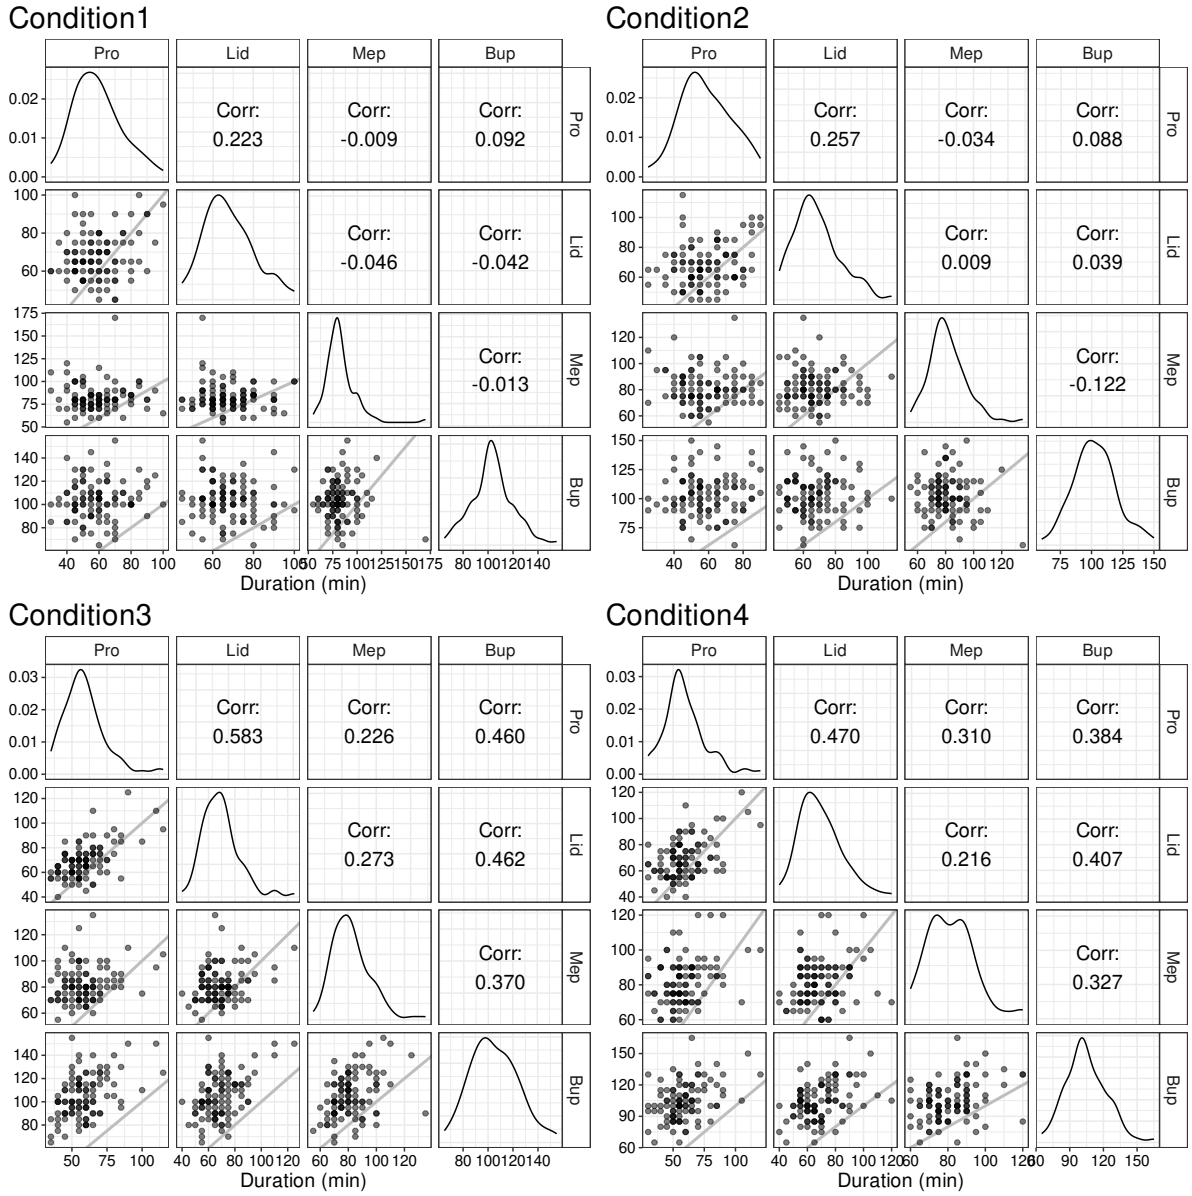 Condition1
Pro Lid Mep Bup
0.02
0.01
0.00
Corr:
0.223
Corr:
-0.009
Corr:
0.092
Pro
100
80
60
Corr:
-0.046
Corr:
-0.042
Lid
175
150
125
100
75
50
Corr:
-0.013
Mep
140
120
100
80
Bup
40 60 80 100 60 80 100 50 75 100 125 150 175 80 100 120 140
Duration (min)
Condition2
Pro Lid Mep Bup
0.02
0.01
0.00
Corr:
0.257
Corr:
-0.034
Corr:
0.088
Pro
100
80
60
Corr:
0.009
Corr:
0.039
Lid
120
100
80
60
Corr:
-0.122
Mep
150
125
100
75
Bup
40 60 80 60 80 100 60 80 100 120 75 100 125 150
Duration (min)
Condition3
Pro Lid Mep Bup
0.03
0.02
0.01
0.00
Corr:
0.583
Corr:
0.226
Corr:
0.460
Pro
120
100
80
60
40
Corr:
0.273
Corr:
0.462
Lid
120
100
80
60
Corr:
0.370
Mep
140
120
100
80
Bup
50 75 100 40 60 80 100 120 60 80 100 120 80 100 120 140
Duration (min)
Condition4
Pro Lid Mep Bup
0.03
0.02
0.01
0.00
Corr:
0.470
Corr:
0.310
Corr:
0.384
Pro
120
100
80
60
40
Corr:
0.216
Corr:
0.407
Lid
120
100
80
60
Corr:
0.327
Mep
150
120
90
60
Bup
50 75 100 40 60 80 100 120 60 80 100 120 60 90 120 150
Duration (min)